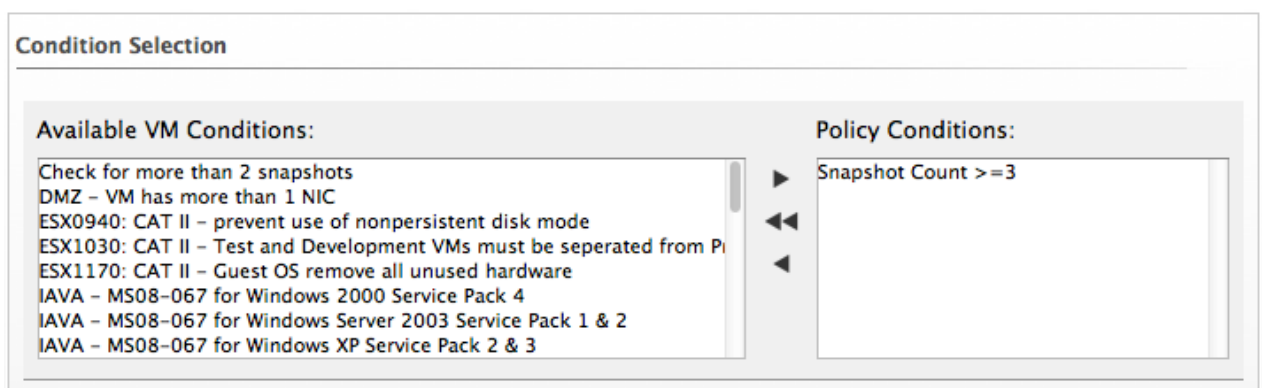 Condition Selection
Available VM Conditions:
Policy Conditions:
Check for more than 2 snapshots
DMZ – VM has more than 1 NIC
ESX0940: CAT II – prevent use of nonpersistent disk mode
ESX1030: CAT II – Test and Development VMs must be seperated from
ESX1170: CAT II – Guest OS remove all unused hardware
IAVA – MS08-067 for Windows 2000 Service Pack 4
IAVA – MS08-067 for Windows Server 2003 Service Pack 1 & 2
IAVA – MS08-067 for Windows XP Service Pack 2 & 3
Snapshot Count >=3